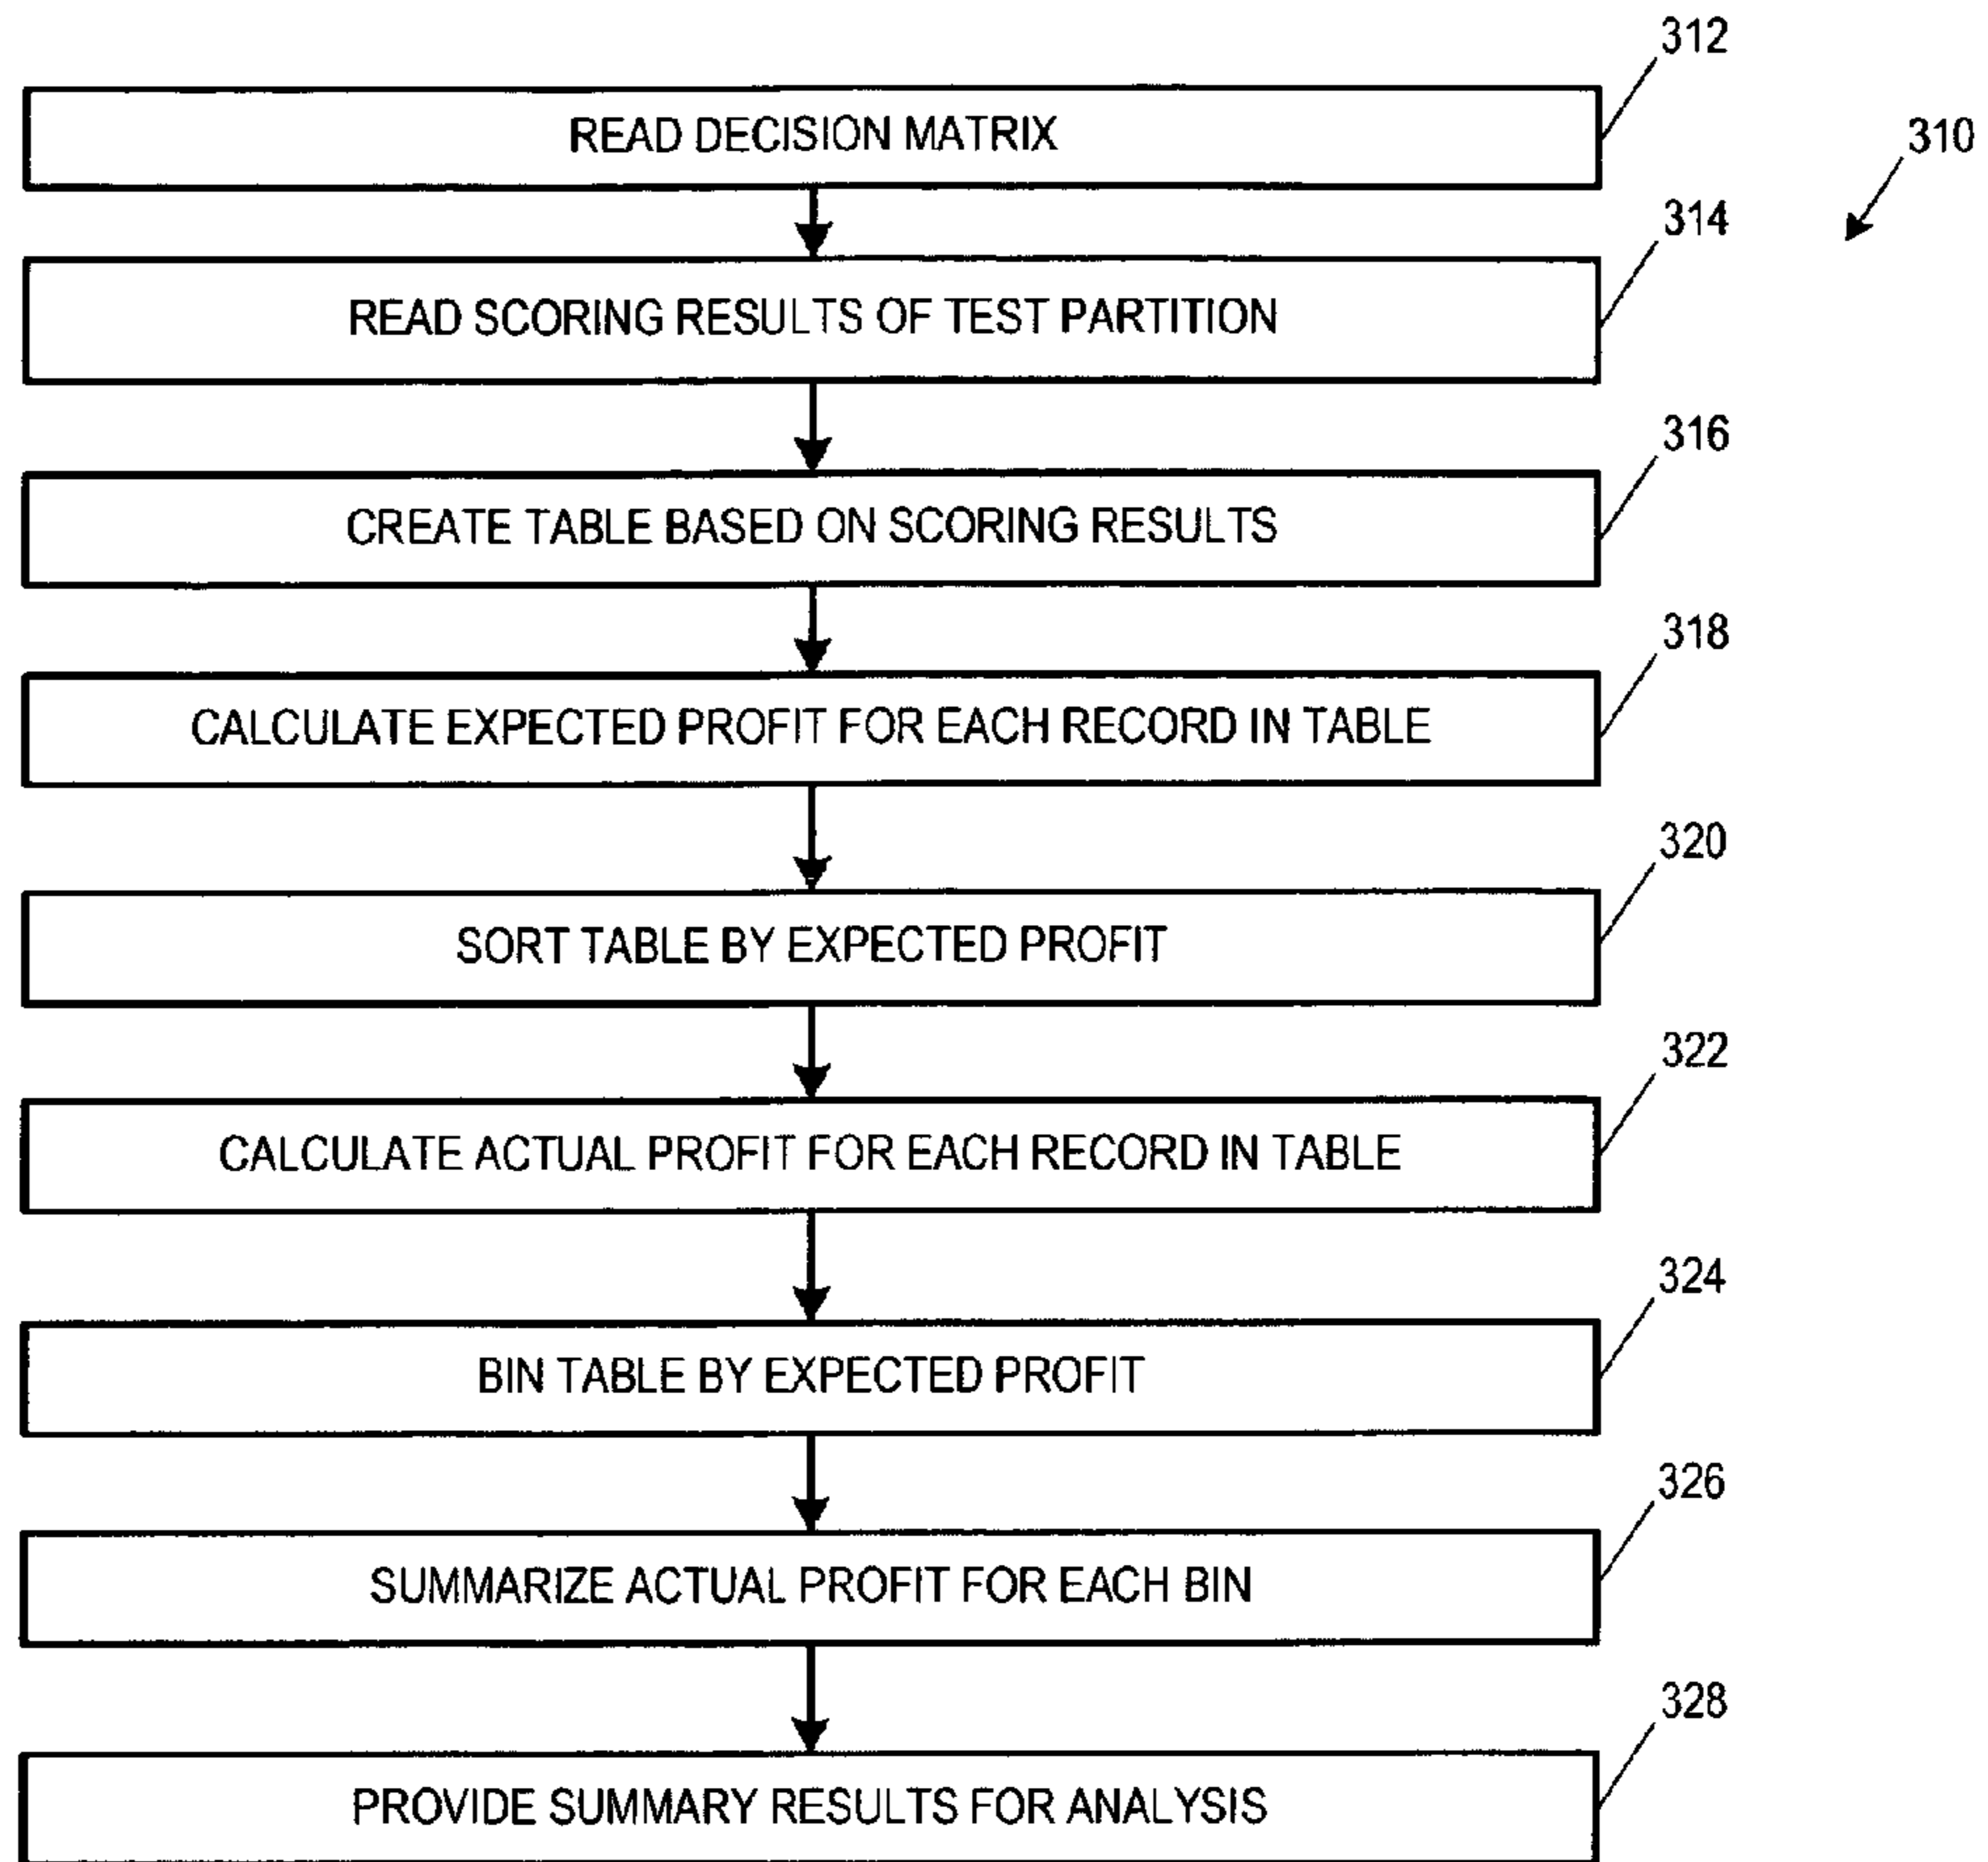 312
READ DECISION MATRIX
310
314
READ SCORING RESULTS OF TEST PARTITION
316
CREATE TABLE BASED ON SCORING RESULTS
318
CALCULATE EXPECTED PROFIT FOR EACH RECORD IN TABLE
320
SORT TABLE BY EXPECTED PROFIT
322
CALCULATE ACTUAL PROFIT FOR EACH RECORD IN TABLE
324
BIN TABLE BY EXPECTED PROFIT
326
SUMMARIZE ACTUAL PROFIT FOR EACH BIN
328
PROVIDE SUMMARY RESULTS FOR ANALYSIS